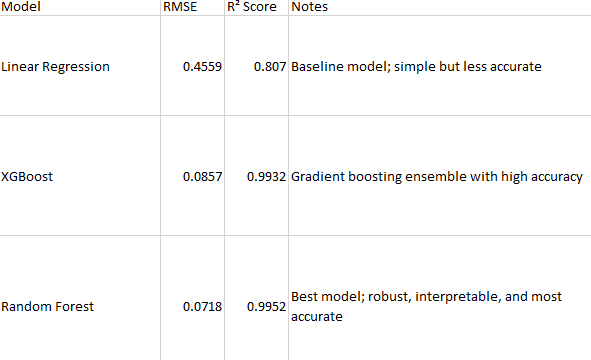 Model RMSE R² Score Notes
Linear Regression 0.4559 0.807 Baseline model; simple but less accurate
XGBoost 0.0857 0.9932 Gradient boosting ensemble with high accuracy
Random Forest 0.0718 0.9952 Best model; robust, interpretable, and most
accurate